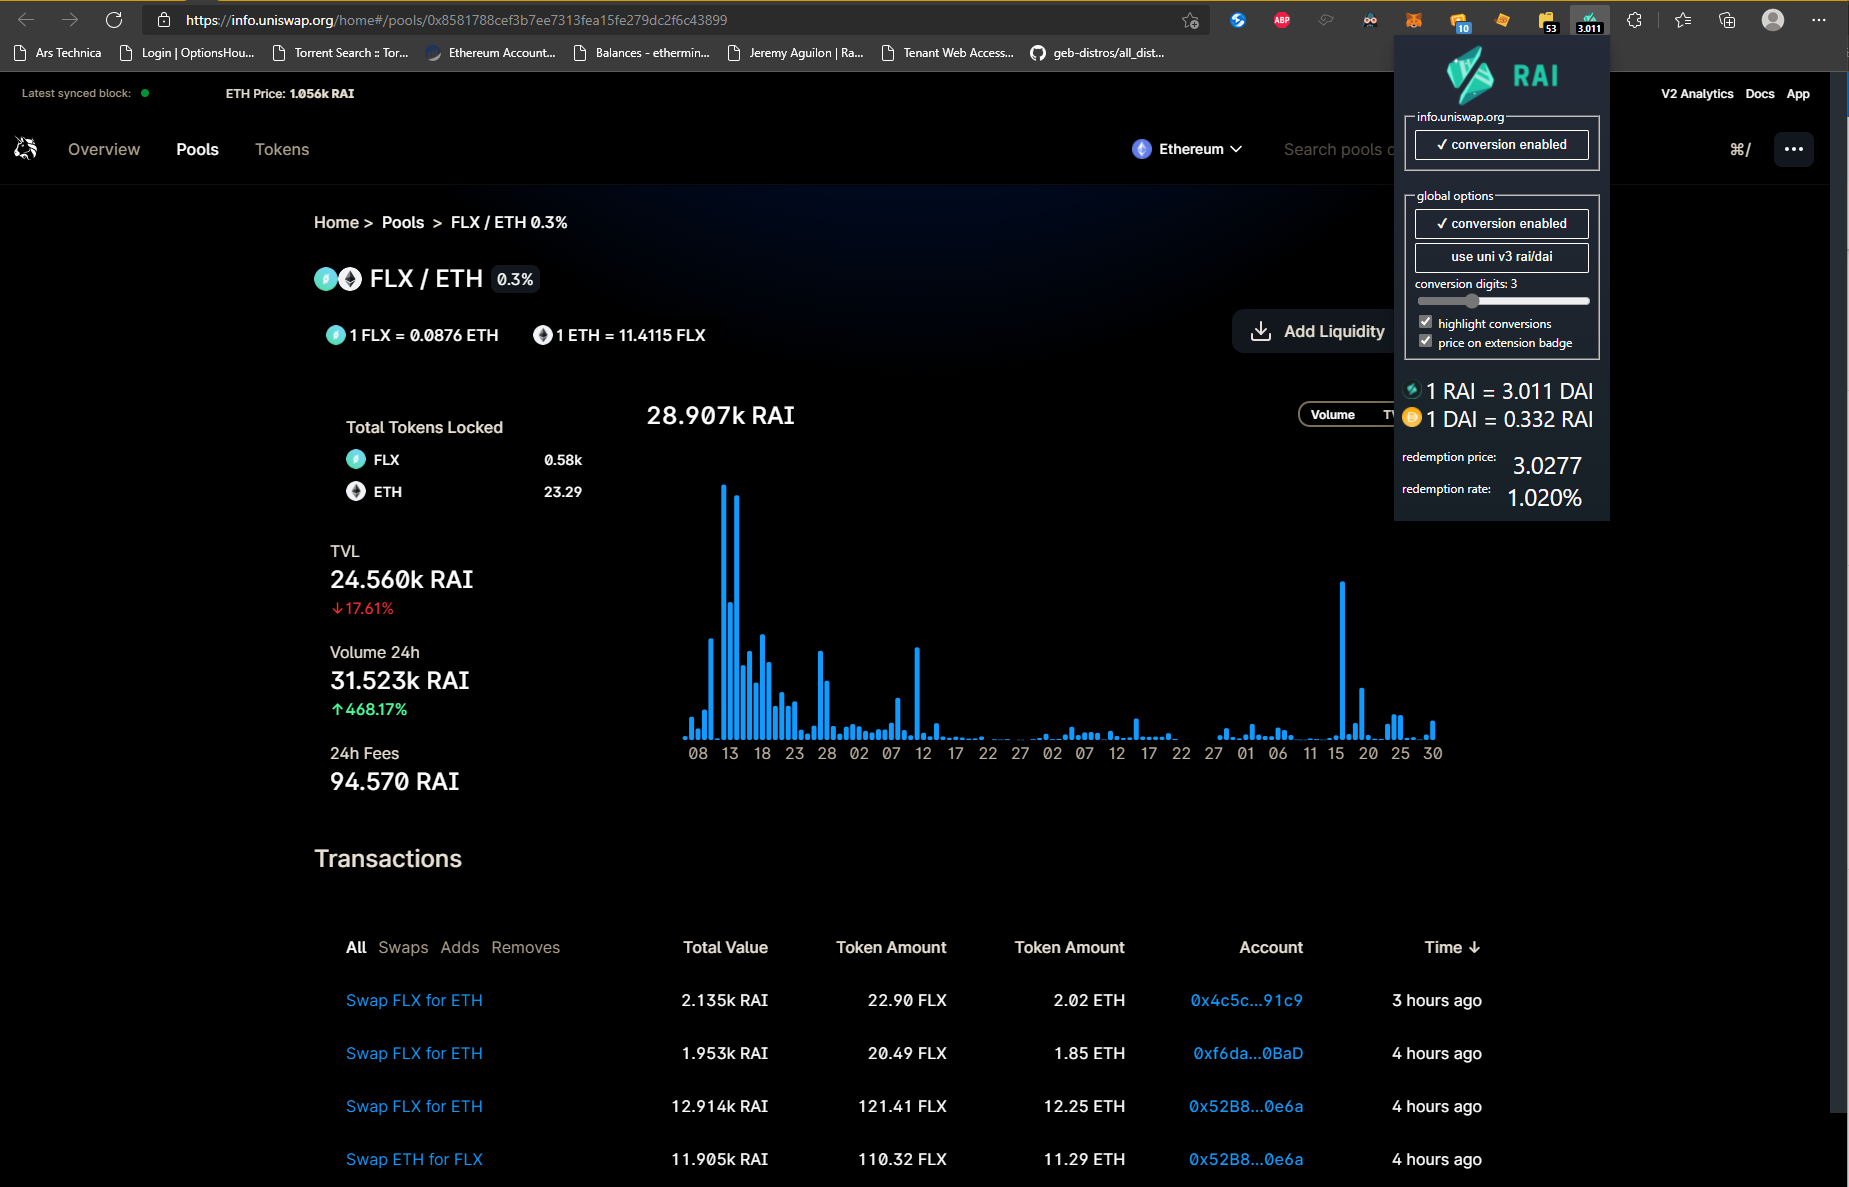 https://info.uniswap.org/home#/pools/0x8581788cef3b7ee7313fea15fe279dc2f6c43899
ABP
10
53
3.011
Ars Technica
Login | OptionsHou...
Torrent Search :: Tor...
Ethereum Account...
Balances - ethermin...
Jeremy Aguilon | Ra...
Tenant Web Access...
geb-distros/all_dist...
Latest synced block:
ETH Price: 1.056k RAI
V2 Analytics Docs App
Overview Pools Tokens
Ethereum
Search pools
⌘/
Home > Pools > FLX / ETH 0.3%
FLX / ETH 0.3%
1 FLX = 0.0876 ETH
1 ETH = 11.4115 FLX
Add Liquidity
RAI
info.uniswap.org
✓ conversion enabled
global options
✓ conversion enabled
use uni v3 rai/dai
conversion digits: 3
highlight conversions
price on extension badge
1 RAI = 3.011 DAI
1 DAI = 0.332 RAI
redemption price: 3.0277
redemption rate: 1.020%
Total Tokens Locked
FLX 0.58k
ETH 23.29
TVL
24.560k RAI
↓17.61%
Volume 24h
31.523k RAI
↑468.17%
24h Fees
94.570 RAI
28.907k RAI
Volume
08 13 18 23 28 02 07 12 17 22 27 02 07 12 17 22 27 01 06 11 15 20 25 30
Transactions
All Swaps Adds Removes Total Value Token Amount Token Amount Account Time ↓
Swap FLX for ETH 2.135k RAI 22.90 FLX 2.02 ETH 0x4c5c...91c9 3 hours ago
Swap FLX for ETH 1.953k RAI 20.49 FLX 1.85 ETH 0xf6da...0BaD 4 hours ago
Swap FLX for ETH 12.914k RAI 121.41 FLX 12.25 ETH 0x52B8...0e6a 4 hours ago
Swap ETH for FLX 11.905k RAI 110.32 FLX 11.29 ETH 0x52B8...0e6a 4 hours ago